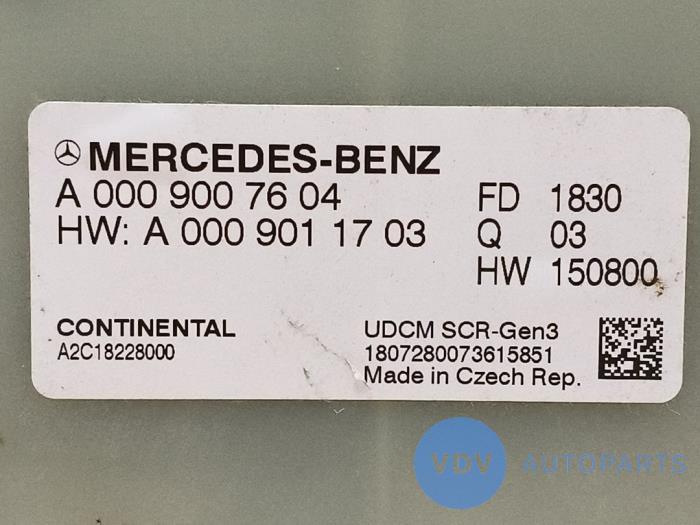 MERCEDES-BENZ
A 000 900 76 04 FD 1830
HW: A 000 901 17 03 Q 03
HW 150800
CONTINENTAL UDCM SCR-Gen3
A2C18228000 1807280073615851
Made in Czech Rep.
VDV AUTOPARTS